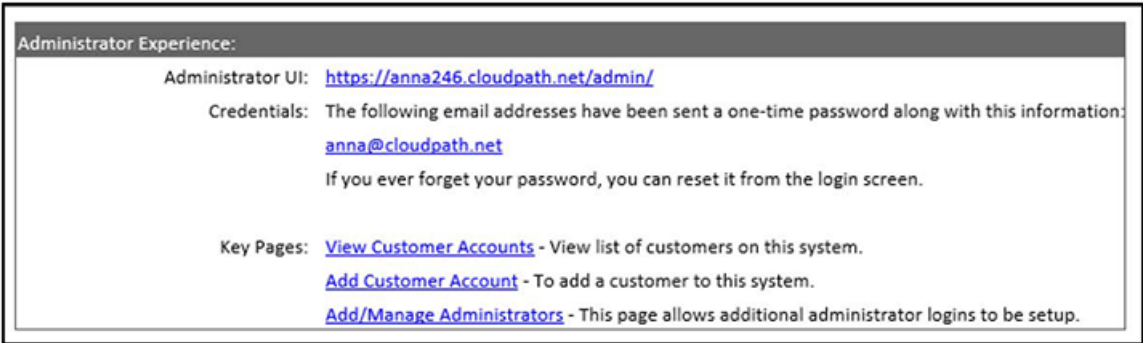 Administrator Experience:
Administrator UI: https://anna246.cloudpath.net/admin/
Credentials: The following email addresses have been sent a one-time password along with this information:
anna@cloudpath.net
If you ever forget your password, you can reset it from the login screen.
Key Pages: View Customer Accounts - View list of customers on this system.
Add Customer Account - To add a customer to this system.
Add/Manage Administrators - This page allows additional administrator logins to be setup.